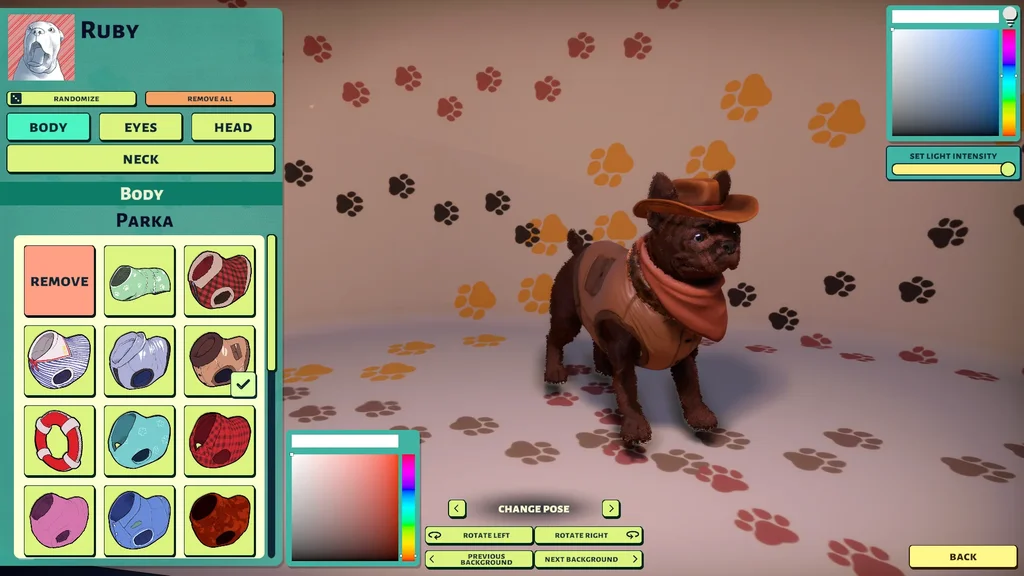 RUBY
RANDOMIZE
REMOVE ALL
BODY
EYES
HEAD
NECK
BODY
PARKA
REMOVE
SET LIGHT INTENSITY
CHANGE POSE
ROTATE LEFT
ROTATE RIGHT
PREVIOUS
BACKGROUND
NEXT BACKGROUND
BACK